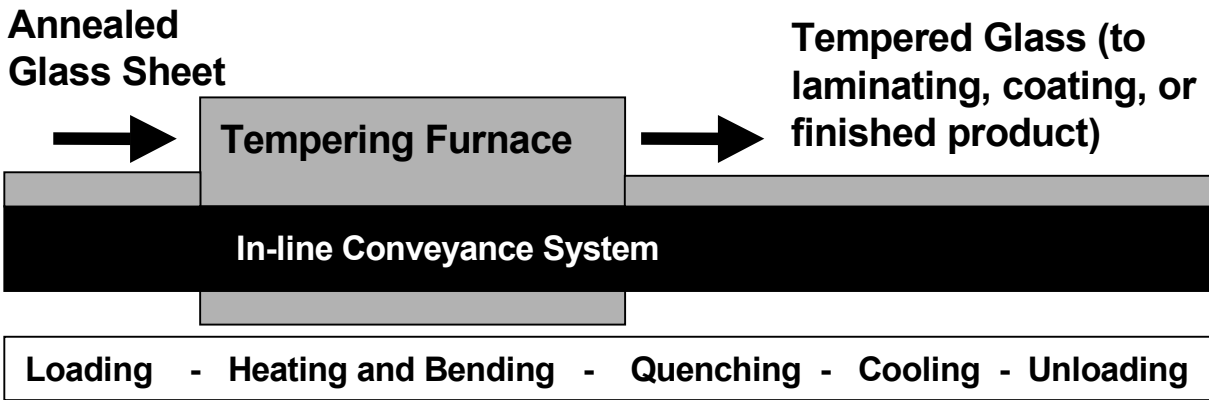 Annealed
Glass Sheet
Tempered Glass (to
laminating, coating, or
finished product)
Tempering Furnace
In-line Conveyance System
Loading - Heating and Bending - Quenching - Cooling - Unloading